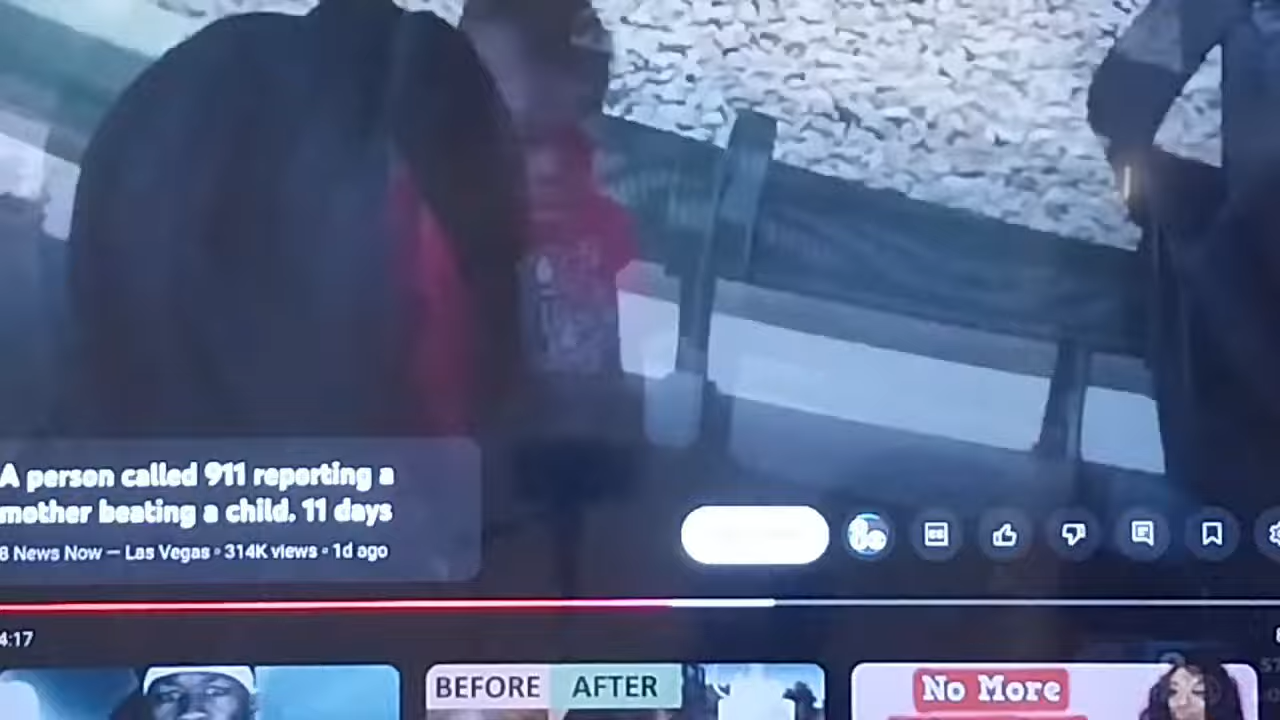 A person called 911 reporting a
mother beating a child. 11 days
8 News Now — Las Vegas • 314K views • 1d ago
4:17
BEFORE AFTER
No More